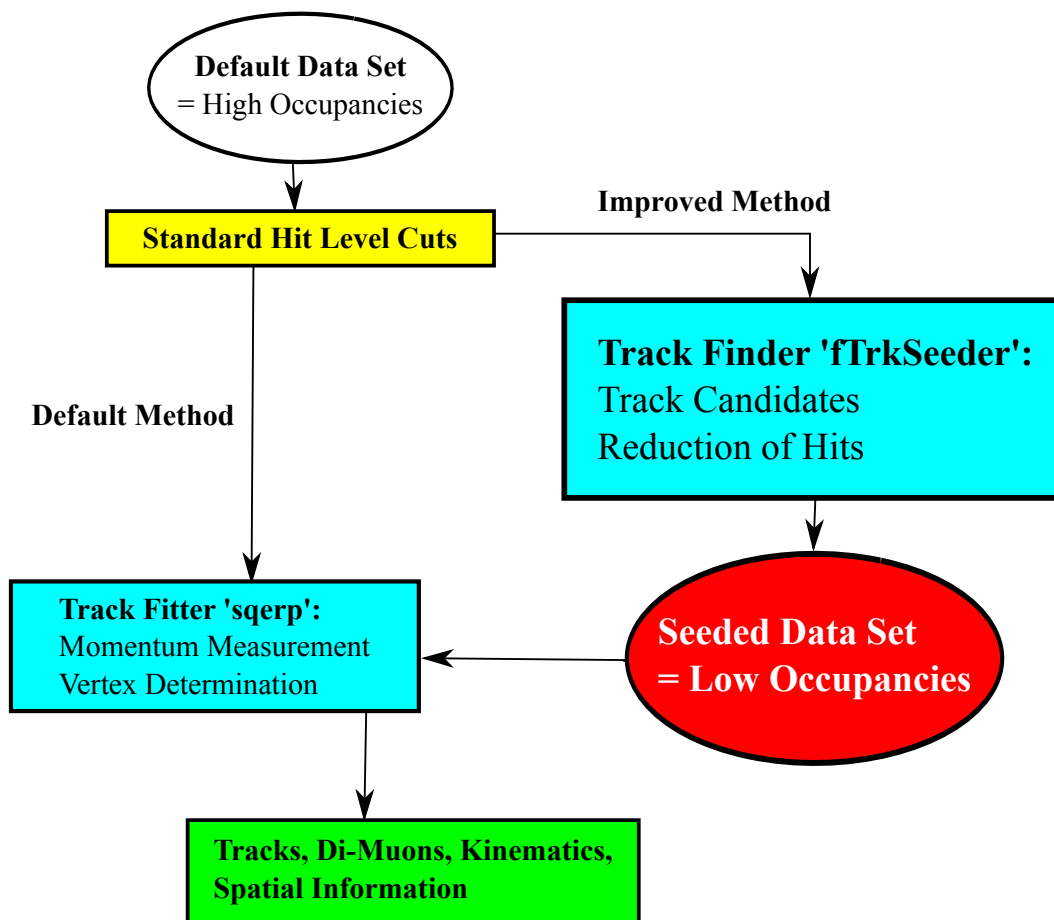 Default Data Set
= High Occupancies
Improved Method
Standard Hit Level Cuts
Track Finder 'fTrkSeeder':
Track Candidates
Reduction of Hits
Default Method
Track Fitter 'sqerp':
Momentum Measurement
Vertex Determination
Seeded Data Set
= Low Occupancies
Tracks, Di-Muons, Kinematics,
Spatial Information